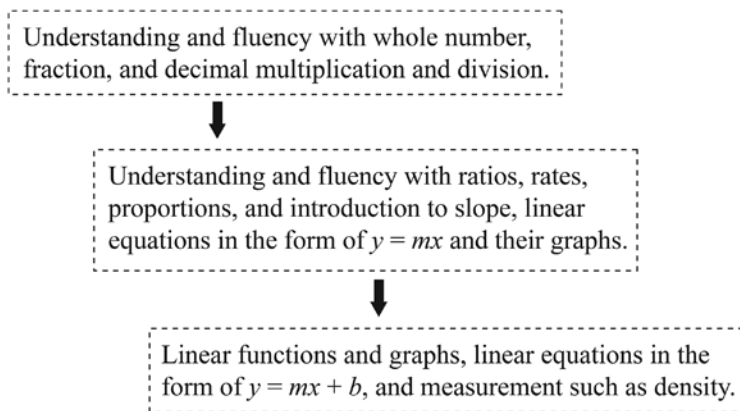 Understanding and fluency with whole number,
fraction, and decimal multiplication and division.
Understanding and fluency with ratios, rates,
proportions, and introduction to slope, linear
equations in the form of y = mx and their graphs.
Linear functions and graphs, linear equations in the
form of y = mx + b, and measurement such as density.